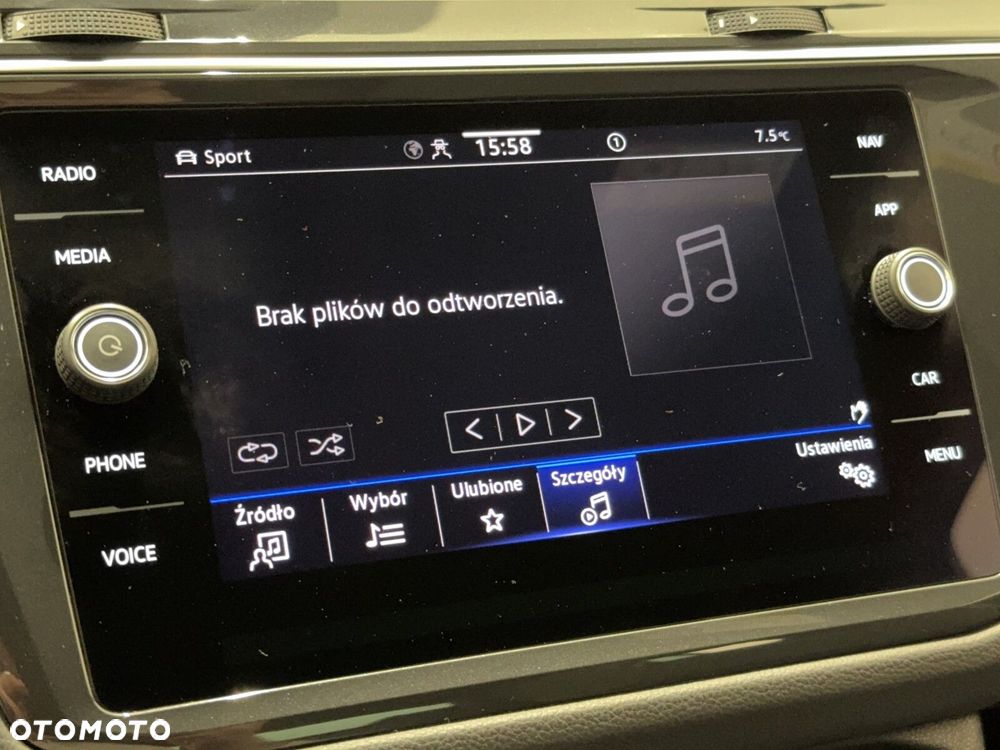 RADIO
MEDIA
PHONE
VOICE
Sport
15:58
1
7.5°C
Brak plików do odtworzenia.
Źródło
Wybór
Ulubione
Szczegóły
Ustawienia
NAV
APP
CAR
MENU
OTOMOTO